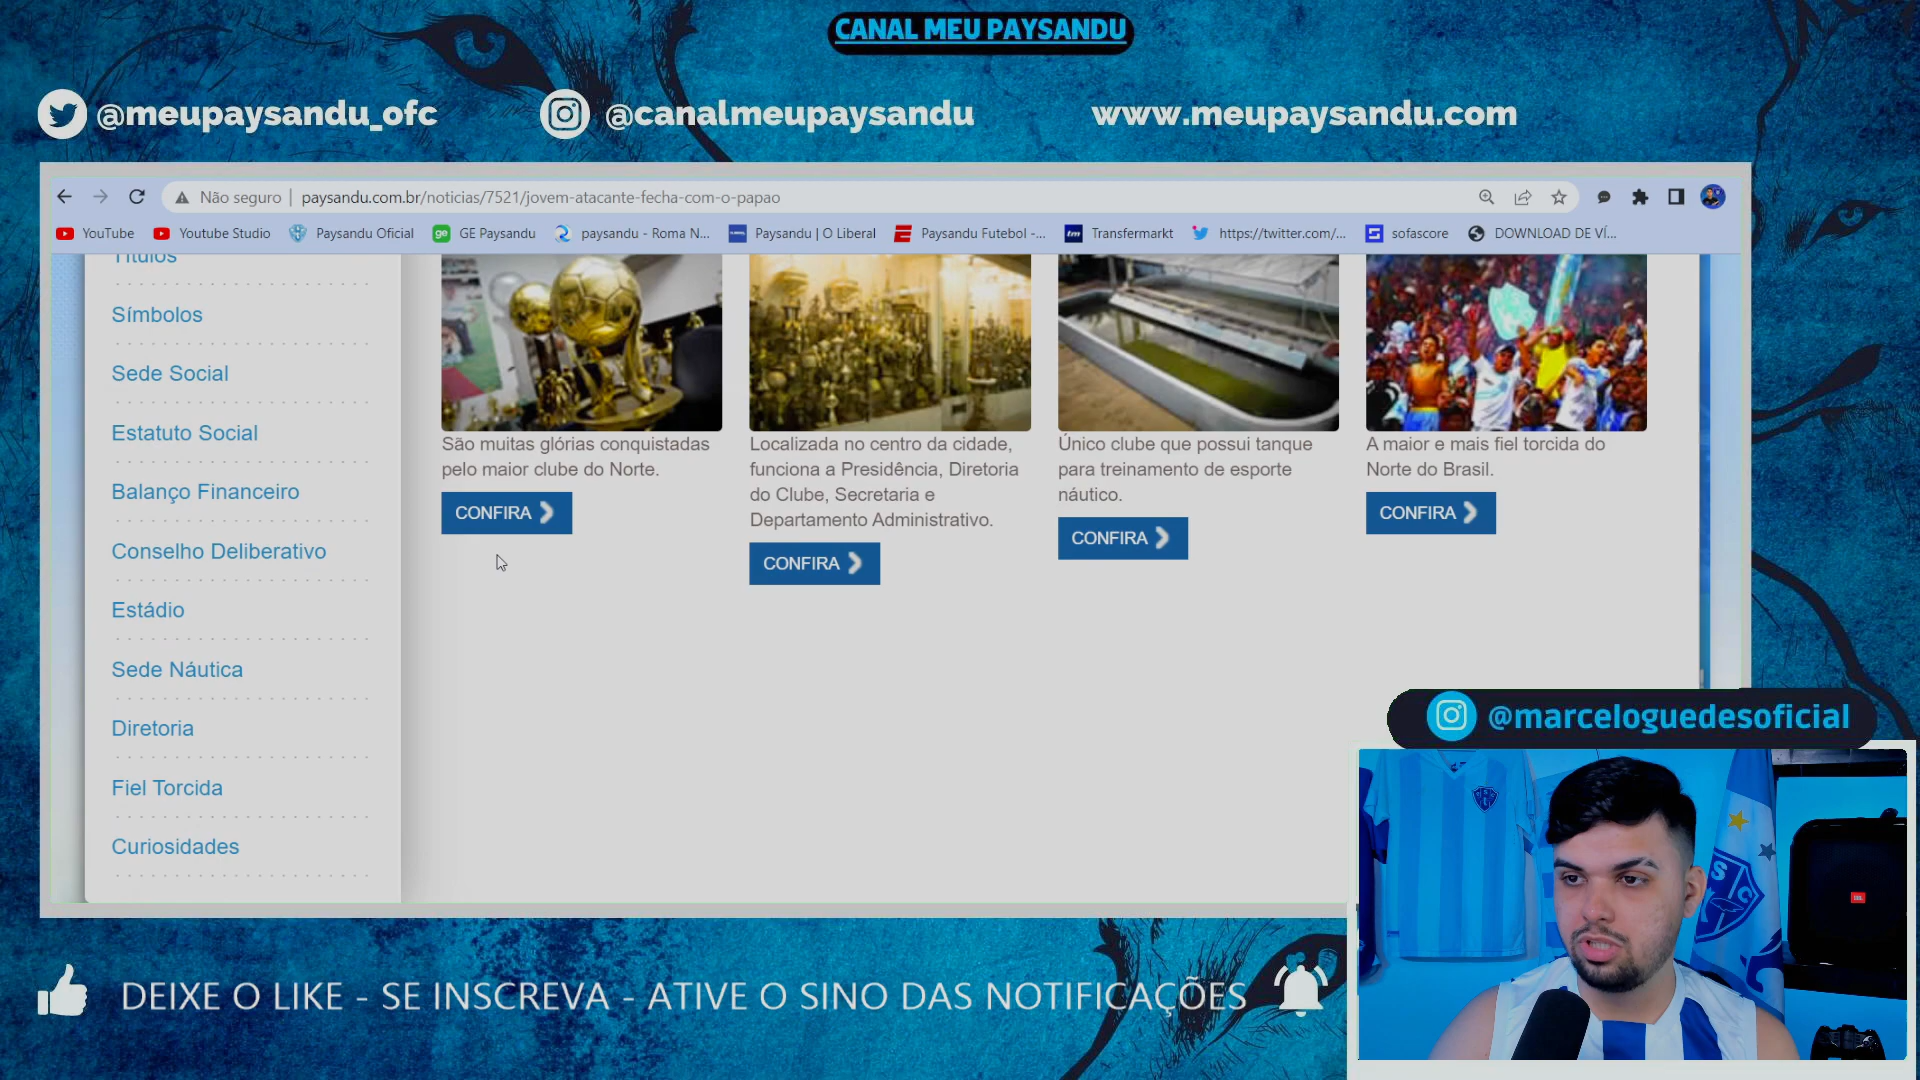 CANAL MEU PAYSANDU
@meupaysandu_ofc
@canalmeupaysandu
www.meupaysandu.com
Não seguro | paysandu.com.br/noticias/7521/jovem-atacante-fecha-com-o-papao
YouTube
Youtube Studio
Paysandu Oficial
GE Paysandu
paysandu - Roma N...
Paysandu | O Liberal
Paysandu Futebol -...
Transfermarkt
https://twitter.com/...
sofascore
DOWNLOAD DE VÍ...
Títulos
Símbolos
Sede Social
Estatuto Social
Balanço Financeiro
Conselho Deliberativo
Estádio
Sede Náutica
Diretoria
Fiel Torcida
Curiosidades
São muitas glórias conquistadas
pelo maior clube do Norte.
CONFIRA
Localizada no centro da cidade,
funciona a Presidência, Diretoria
do Clube, Secretaria e
Departamento Administrativo.
CONFIRA
Único clube que possui tanque
para treinamento de esporte
náutico.
CONFIRA
A maior e mais fiel torcida do
Norte do Brasil.
CONFIRA
@marceloguedesoficial
DEIXE O LIKE - SE INSCREVA - ATIVE O SINO DAS NOTIFICAÇÕES